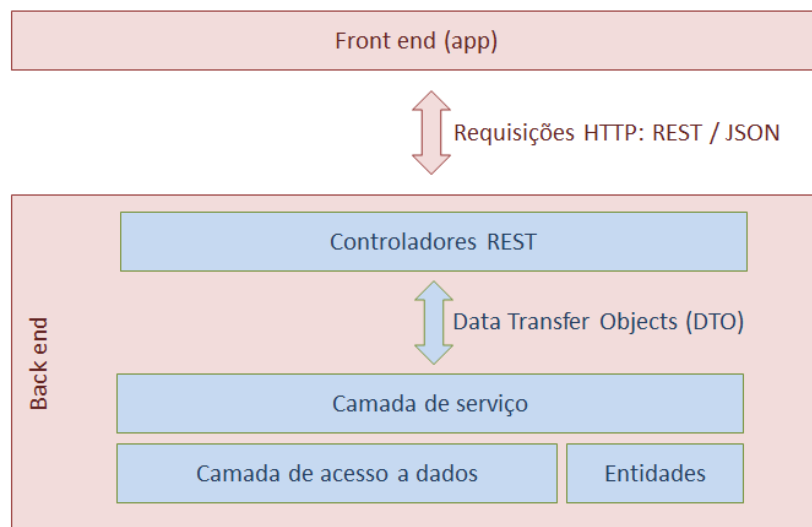 Front end (app)
Requisições HTTP: REST / JSON
Back end
Controladores REST
Data Transfer Objects (DTO)
Camada de serviço
Camada de acesso a dados
Entidades